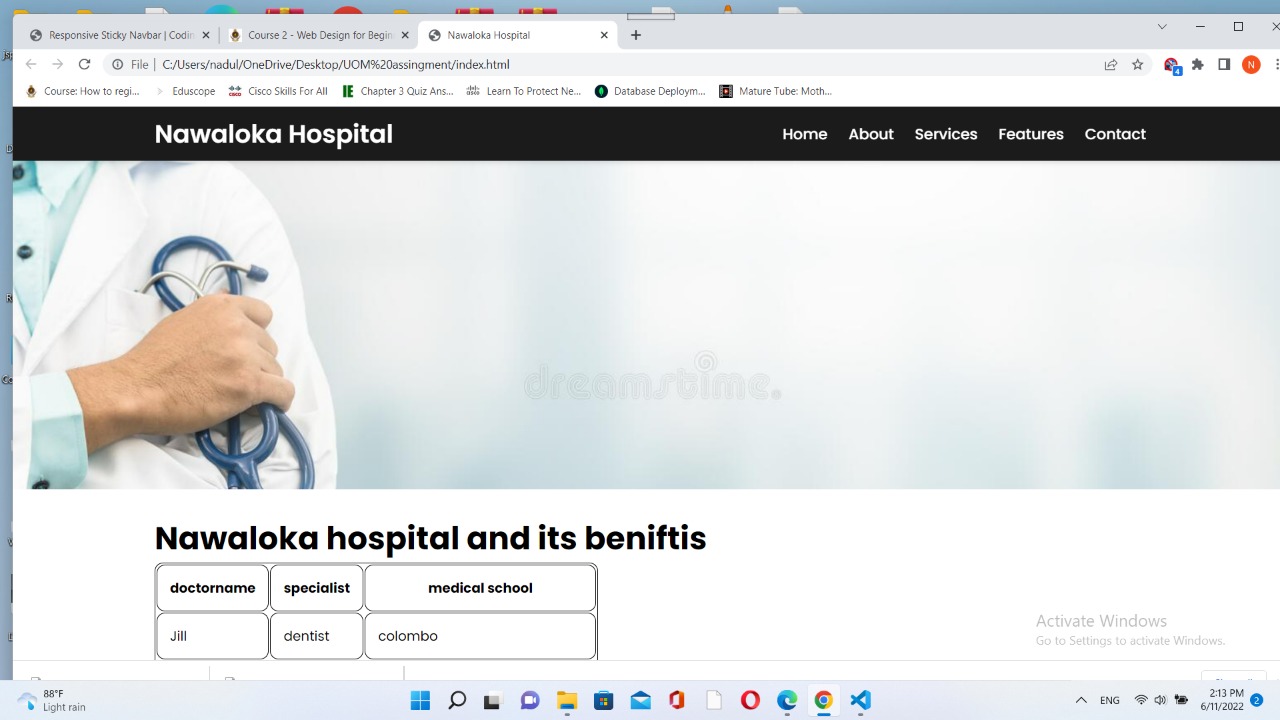 Responsive Sticky Navbar | Codin
Course 2 - Web Design for Begin
Nawaloka Hospital
File | C:/Users/nadul/OneDrive/Desktop/UOM%20assingment/index.html
N
4
Course: How to regi...
Eduscope
Cisco Skills For All
IE
Chapter 3 Quiz Ans...
Learn To Protect Ne...
Database Deploym...
Mature Tube: Moth...
Nawaloka Hospital
Home
About
Services
Features
Contact
dreamstime.
Nawaloka hospital and its beniftis
doctorname
specialist
medical school
Jill
dentist
colombo
Activate Windows
Go to Settings to activate Windows.
88°F
Light rain
ENG
2:13 PM
6/11/2022
2